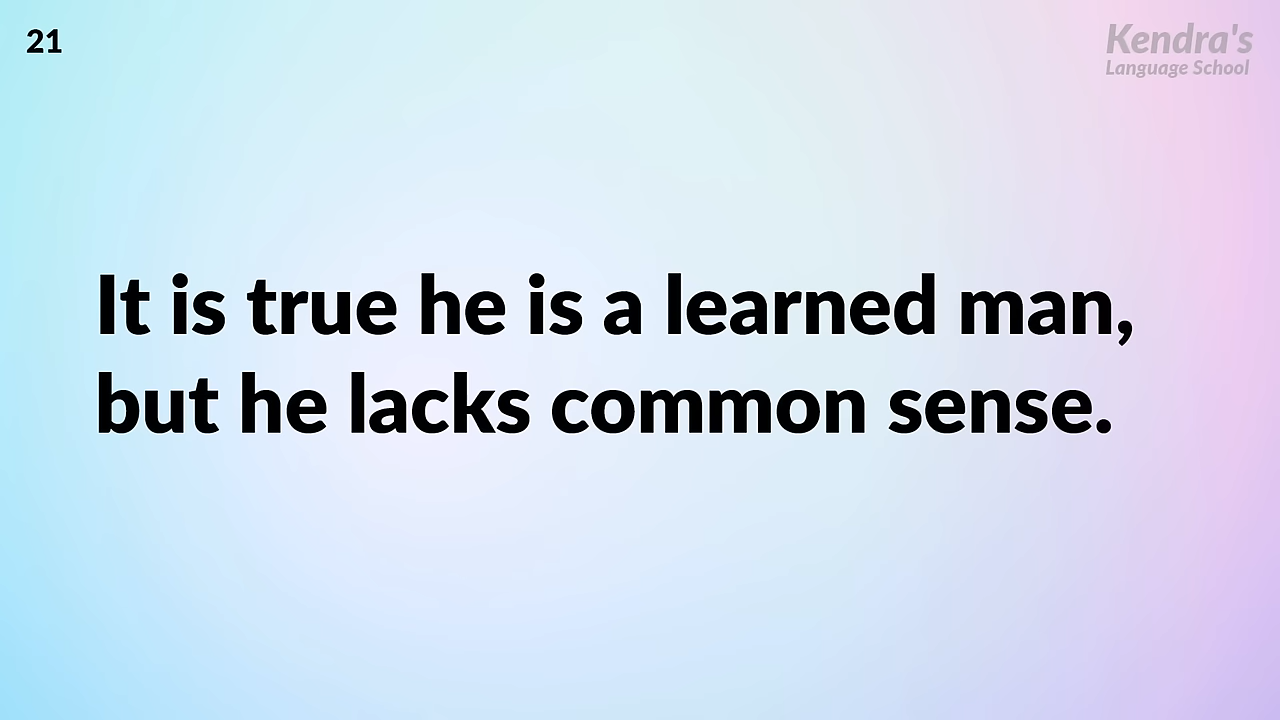 21
Kendra's
Language School
It is true he is a learned man,
but he lacks common sense.